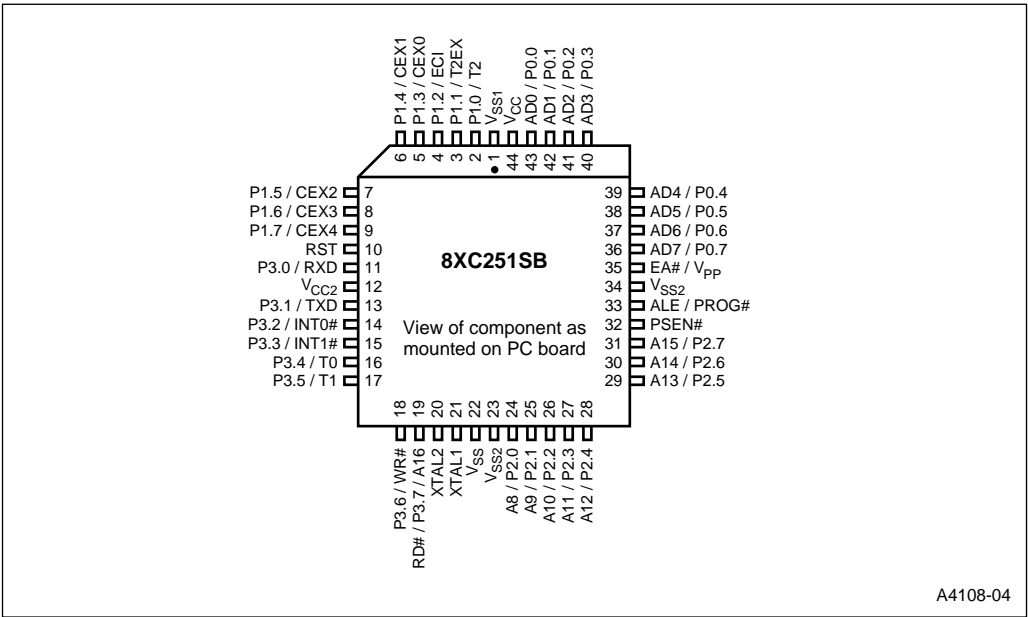 P1.4 / CEX1
P1.3 / CEX0
P1.2 / ECI
P1.1 / T2EX
P1.0 / T2
VSS1
VCC
AD0 / P0.0
AD1 / P0.1
AD2 / P0.2
AD3 / P0.3
6
5
4
3
2
1
44
43
42
41
40
P1.5 / CEX2 7
P1.6 / CEX3 8
P1.7 / CEX4 9
RST 10
P3.0 / RXD 11
VCC2 12
P3.1 / TXD 13
P3.2 / INT0# 14
P3.3 / INT1# 15
P3.4 / T0 16
P3.5 / T1 17
8XC251SB
View of component as
mounted on PC board
39 AD4 / P0.4
38 AD5 / P0.5
37 AD6 / P0.6
36 AD7 / P0.7
35 EA# / VPP
34 VSS2
33 ALE / PROG#
32 PSEN#
31 A15 / P2.7
30 A14 / P2.6
29 A13 / P2.5
18
19
20
21
22
23
24
25
26
27
28
P3.6 / WR#
RD# / P3.7 / A16
XTAL2
XTAL1
VSS
VSS2
A8 / P2.0
A9 / P2.1
A10 / P2.2
A11 / P2.3
A12 / P2.4
A4108-04